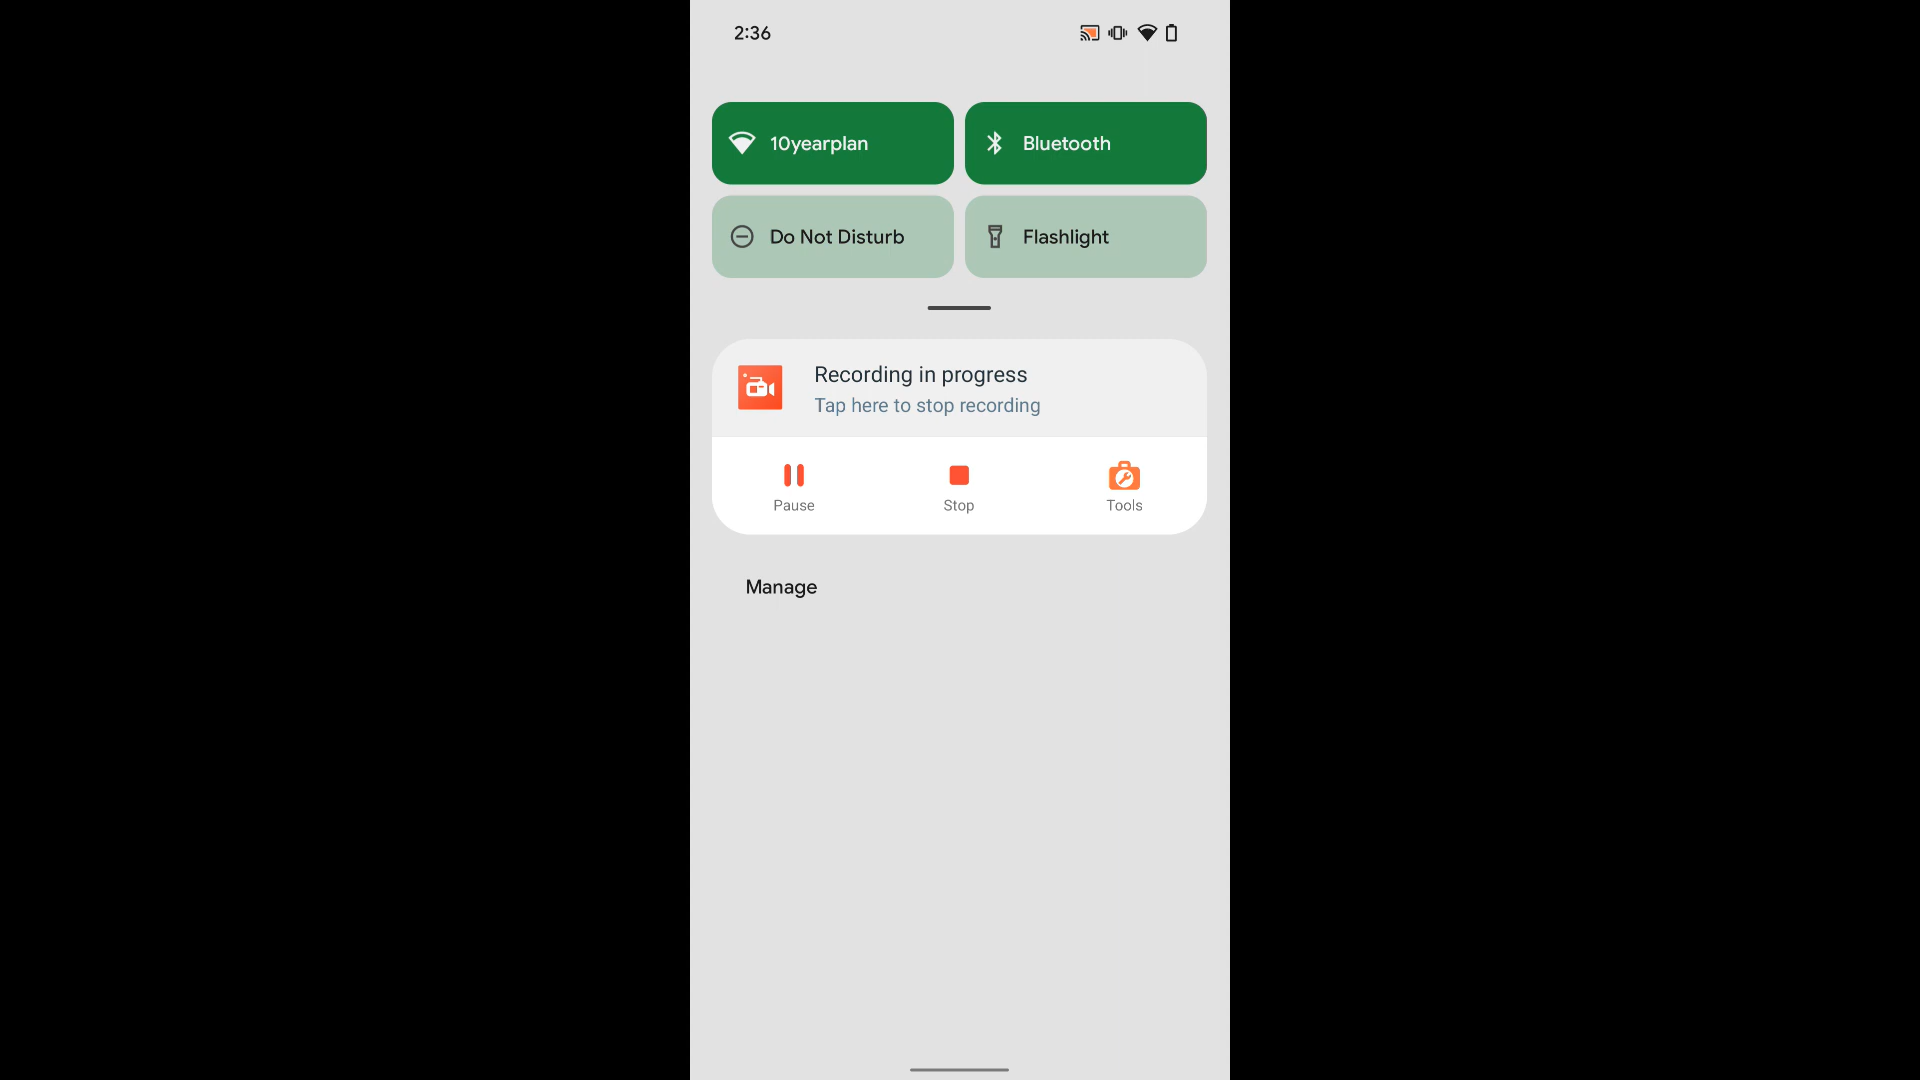 2:36
10yearplan
Bluetooth
Do Not Disturb
Flashlight
Recording in progress
Tap here to stop recording
Pause
Stop
Tools
Manage